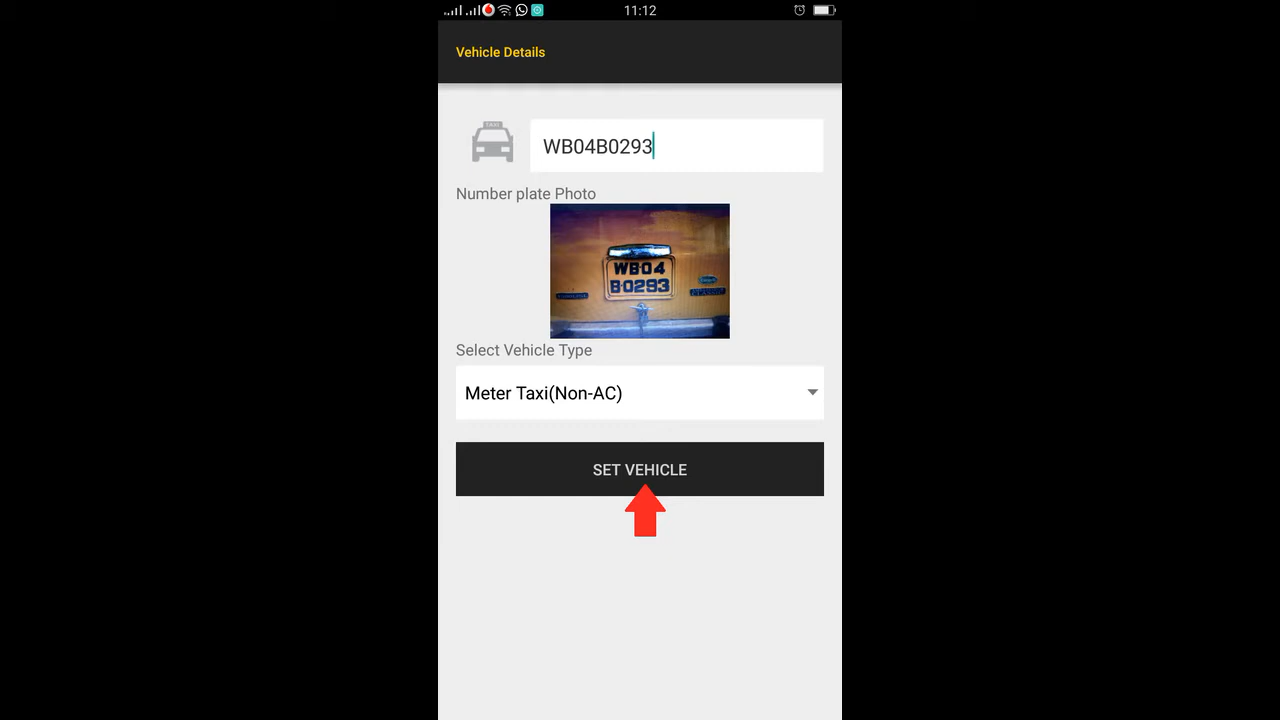 11:12
Vehicle Details
TAXI
WB04B0293
Number plate Photo
WB04
B0293
Select Vehicle Type
Meter Taxi(Non-AC)
SET VEHICLE